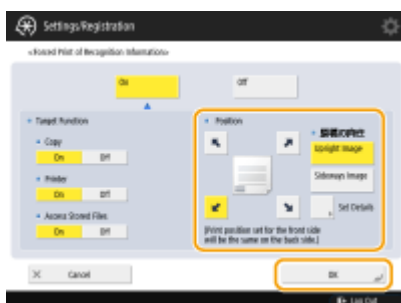 Settings/Registration
<Forced Print of Recognition Information>
On
Off
Target Function
Copy
On
Off
Printer
On
Off
Access Stored Files
On
Off
Position
Upright Image
Sideways Image
Set Details
[Print position set for the front side
will be the same on the back side.]
Cancel
OK
Log Out